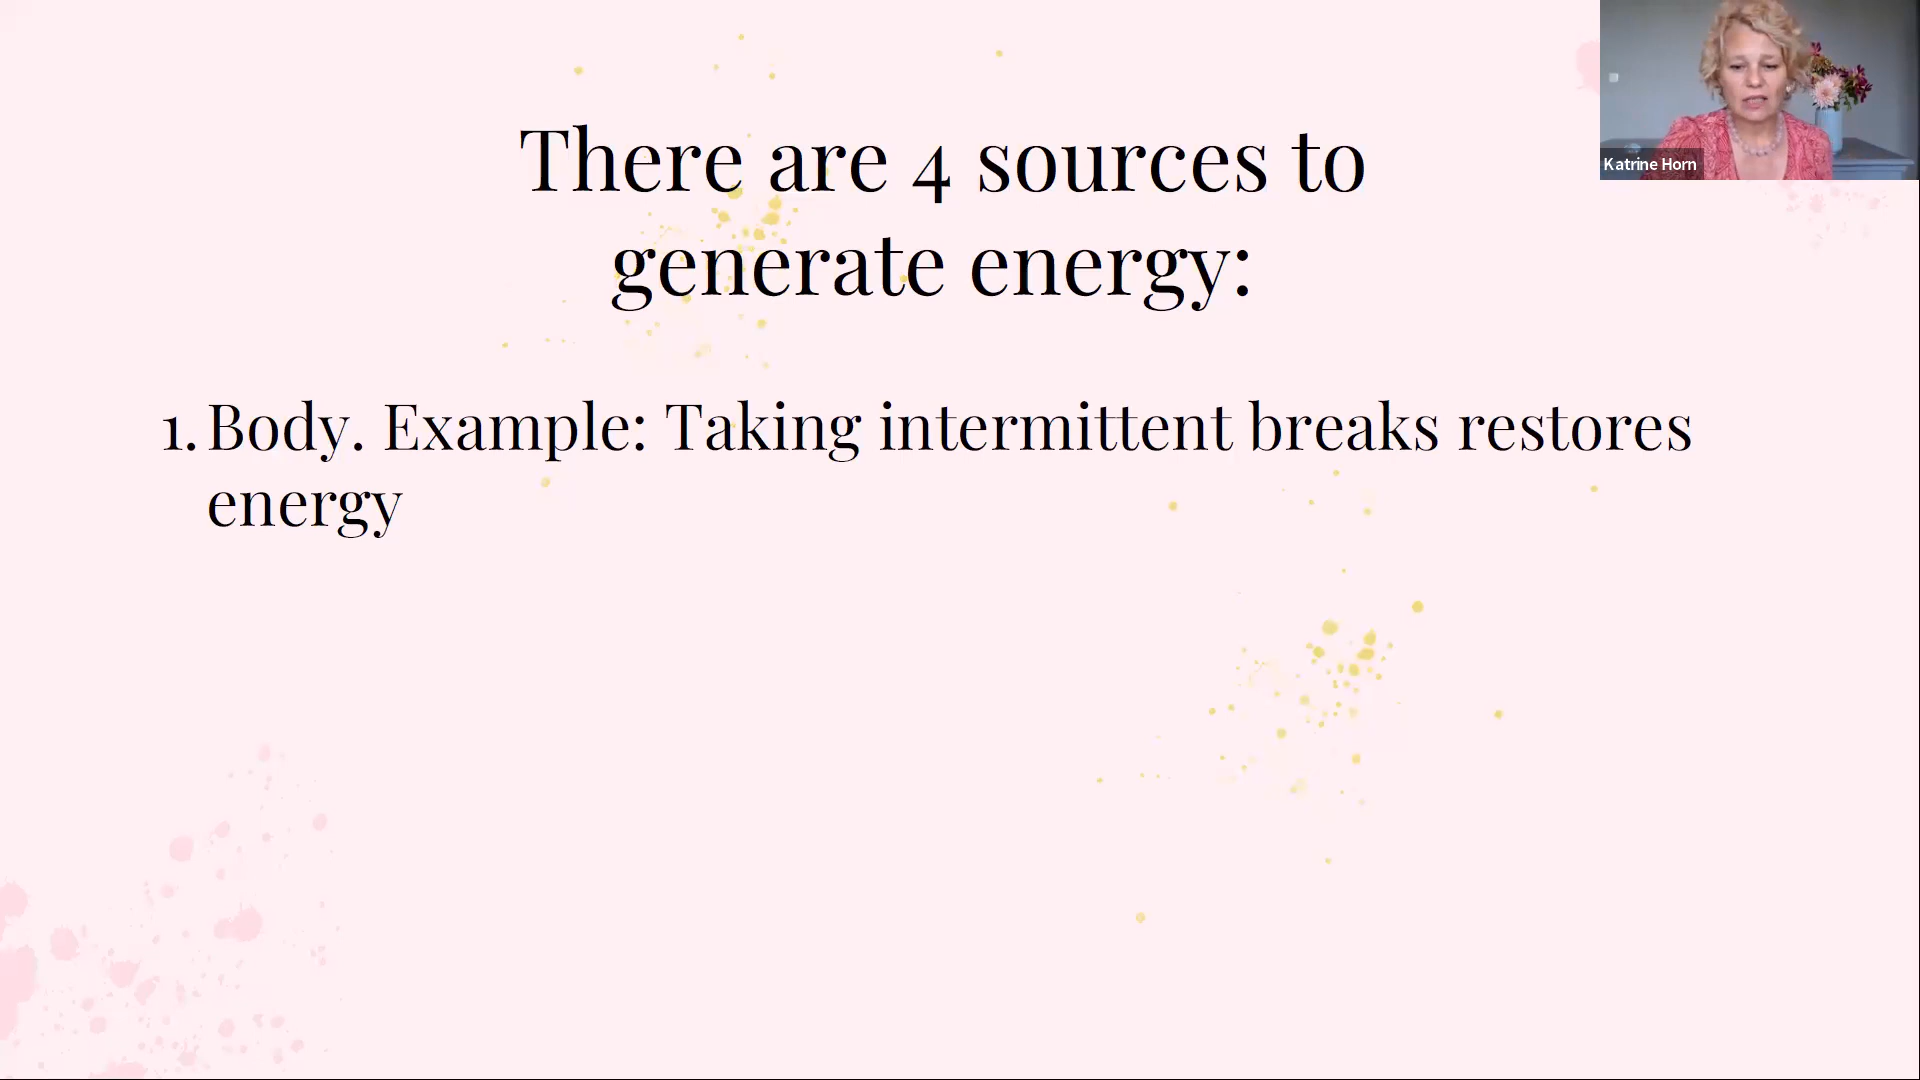 There are 4 sources to
generate energy:
1. Body. Example: Taking intermittent breaks restores
energy
Katrine Horn